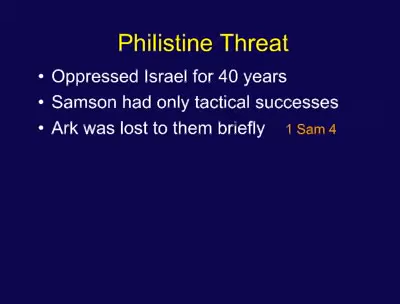 Philistine Threat
• Oppressed Israel for 40 years
• Samson had only tactical successes
• Ark was lost to them briefly 1 Sam 4